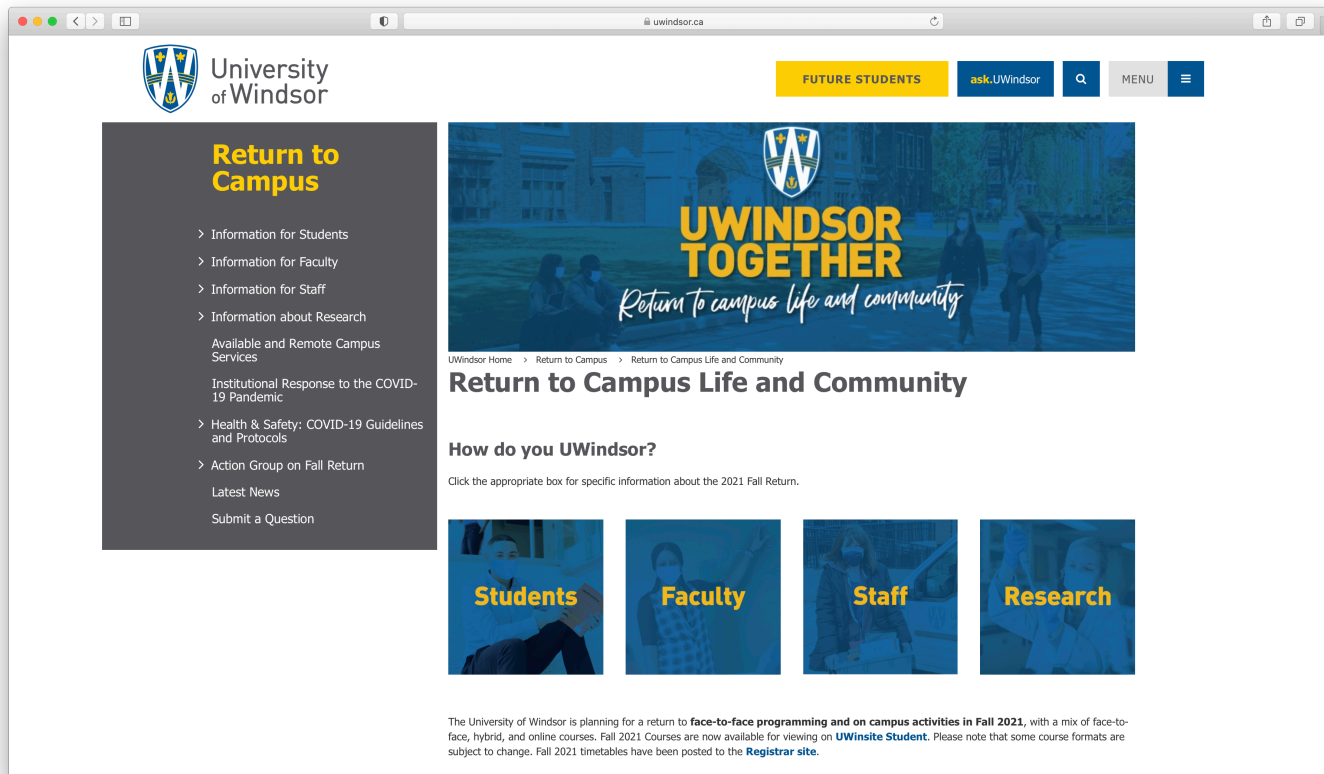 uwindsor.ca
University
of Windsor
FUTURE STUDENTS
ask.UWindsor
MENU
Return to
Campus
Information for Students
Information for Faculty
Information for Staff
Information about Research
Available and Remote Campus
Services
Institutional Response to the COVID-
19 Pandemic
Health & Safety: COVID-19 Guidelines
and Protocols
Action Group on Fall Return
Latest News
Submit a Question
UWINDSOR
TOGETHER
Return to campus life and community
UWindsor Home > Return to Campus > Return to Campus Life and Community
Return to Campus Life and Community
How do you UWindsor?
Click the appropriate box for specific information about the 2021 Fall Return.
Students
Faculty
Staff
Research
The University of Windsor is planning for a return to face-to-face programming and on campus activities in Fall 2021, with a mix of face-to-
face, hybrid, and online courses. Fall 2021 Courses are now available for viewing on UWinsite Student. Please note that some course formats are
subject to change. Fall 2021 timetables have been posted to the Registrar site.